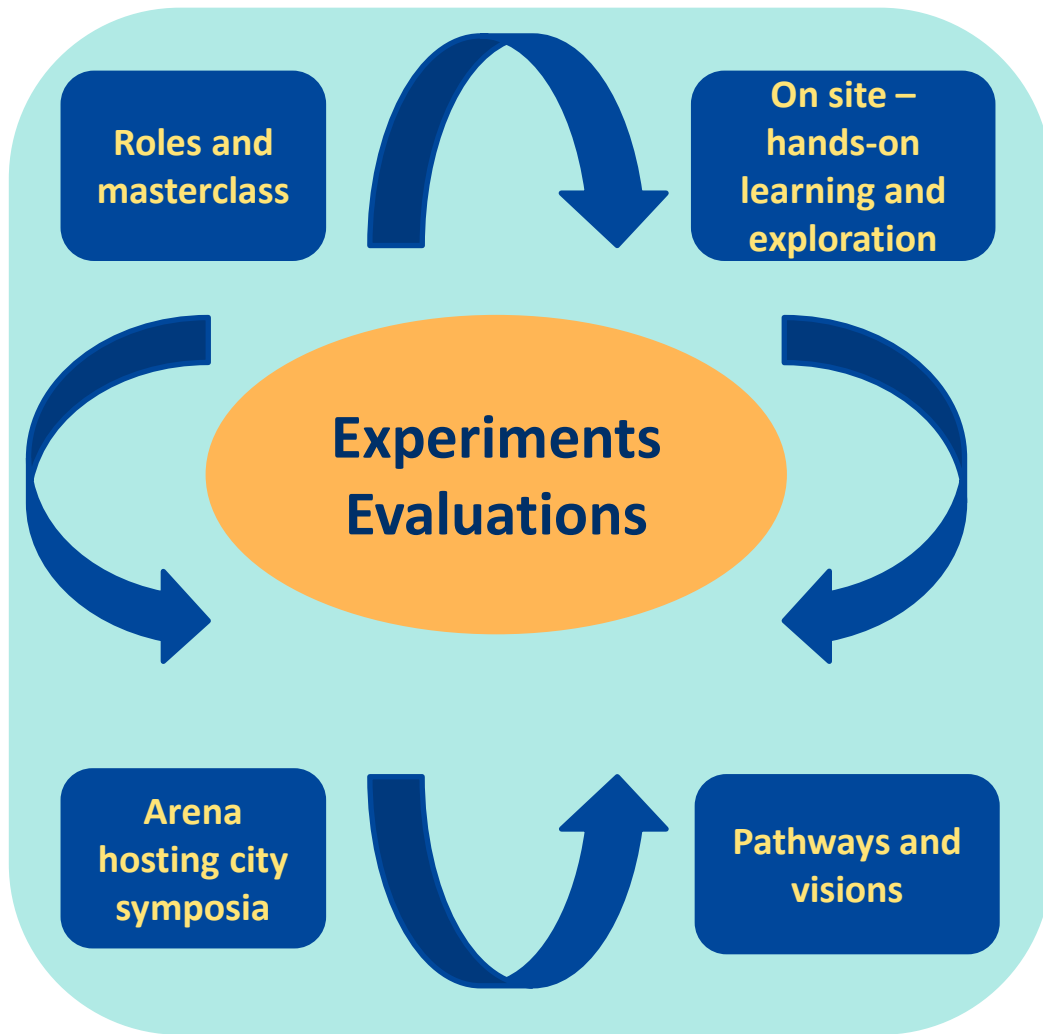 Roles and
masterclass
On site –
hands-on
learning and
exploration
Experiments
Evaluations
Arena
hosting city
symposia
Pathways and
visions